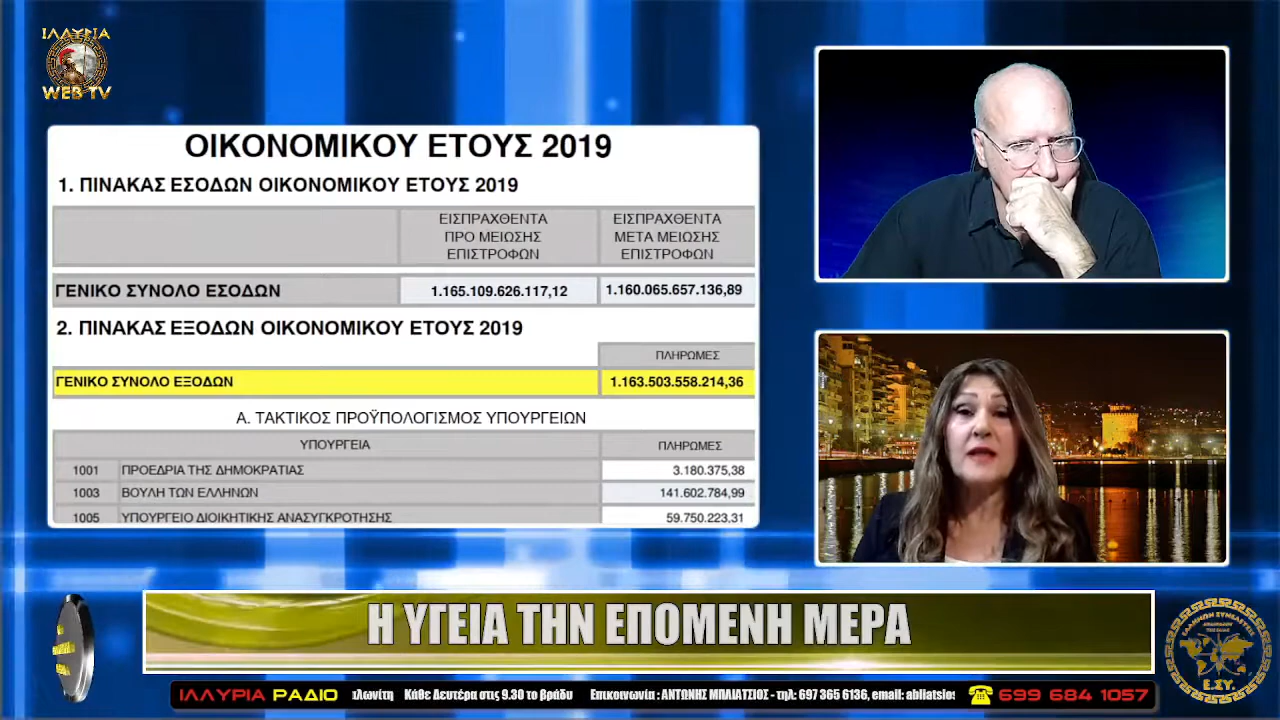 ΙΛΛΥΡΙΑ
WEB TV
ΟΙΚΟΝΟΜΙΚΟΥ ΕΤΟΥΣ 2019
1. ΠΙΝΑΚΑΣ ΕΣΟΔΩΝ ΟΙΚΟΝΟΜΙΚΟΥ ΕΤΟΥΣ 2019
ΕΙΣΠΡΑΧΘΕΝΤΑ ΠΡΟ ΜΕΙΩΣΗΣ ΕΠΙΣΤΡΟΦΩΝ
ΕΙΣΠΡΑΧΘΕΝΤΑ ΜΕΤΑ ΜΕΙΩΣΗΣ ΕΠΙΣΤΡΟΦΩΝ
ΓΕΝΙΚΟ ΣΥΝΟΛΟ ΕΣΟΔΩΝ 1.165.109.626.117,12 1.160.065.657.136,89
2. ΠΙΝΑΚΑΣ ΕΞΟΔΩΝ ΟΙΚΟΝΟΜΙΚΟΥ ΕΤΟΥΣ 2019
ΠΛΗΡΩΜΕΣ
ΓΕΝΙΚΟ ΣΥΝΟΛΟ ΕΞΟΔΩΝ 1.163.503.558.214,36
Α. ΤΑΚΤΙΚΟΣ ΠΡΟΫΠΟΛΟΓΙΣΜΟΣ ΥΠΟΥΡΓΕΙΩΝ
ΥΠΟΥΡΓΕΙΑ ΠΛΗΡΩΜΕΣ
1001 ΠΡΟΕΔΡΙΑ ΤΗΣ ΔΗΜΟΚΡΑΤΙΑΣ 3.180.375,38
1003 ΒΟΥΛΗ ΤΩΝ ΕΛΛΗΝΩΝ 141.602.784,99
1005 ΥΠΟΥΡΓΕΙΟ ΔΙΟΙΚΗΤΙΚΗΣ ΑΝΑΣΥΓΚΡΟΤΗΣΗΣ 59.750.223,31
Η ΥΓΕΙΑ ΤΗΝ ΕΠΟΜΕΝΗ ΜΕΡΑ
Ε.ΣΥ.
ΙΛΛΥΡΙΑ ΡΑΔΙΟ ιλωνίτη Κάθε Δευτέρα στις 9.30 το βράδυ Επικοινωνία : ΑΝΤΩΝΗΣ ΜΠΛΙΑΤΣΙΟΣ - τηλ: 697 365 6136, email: abliatsios 699 684 1057